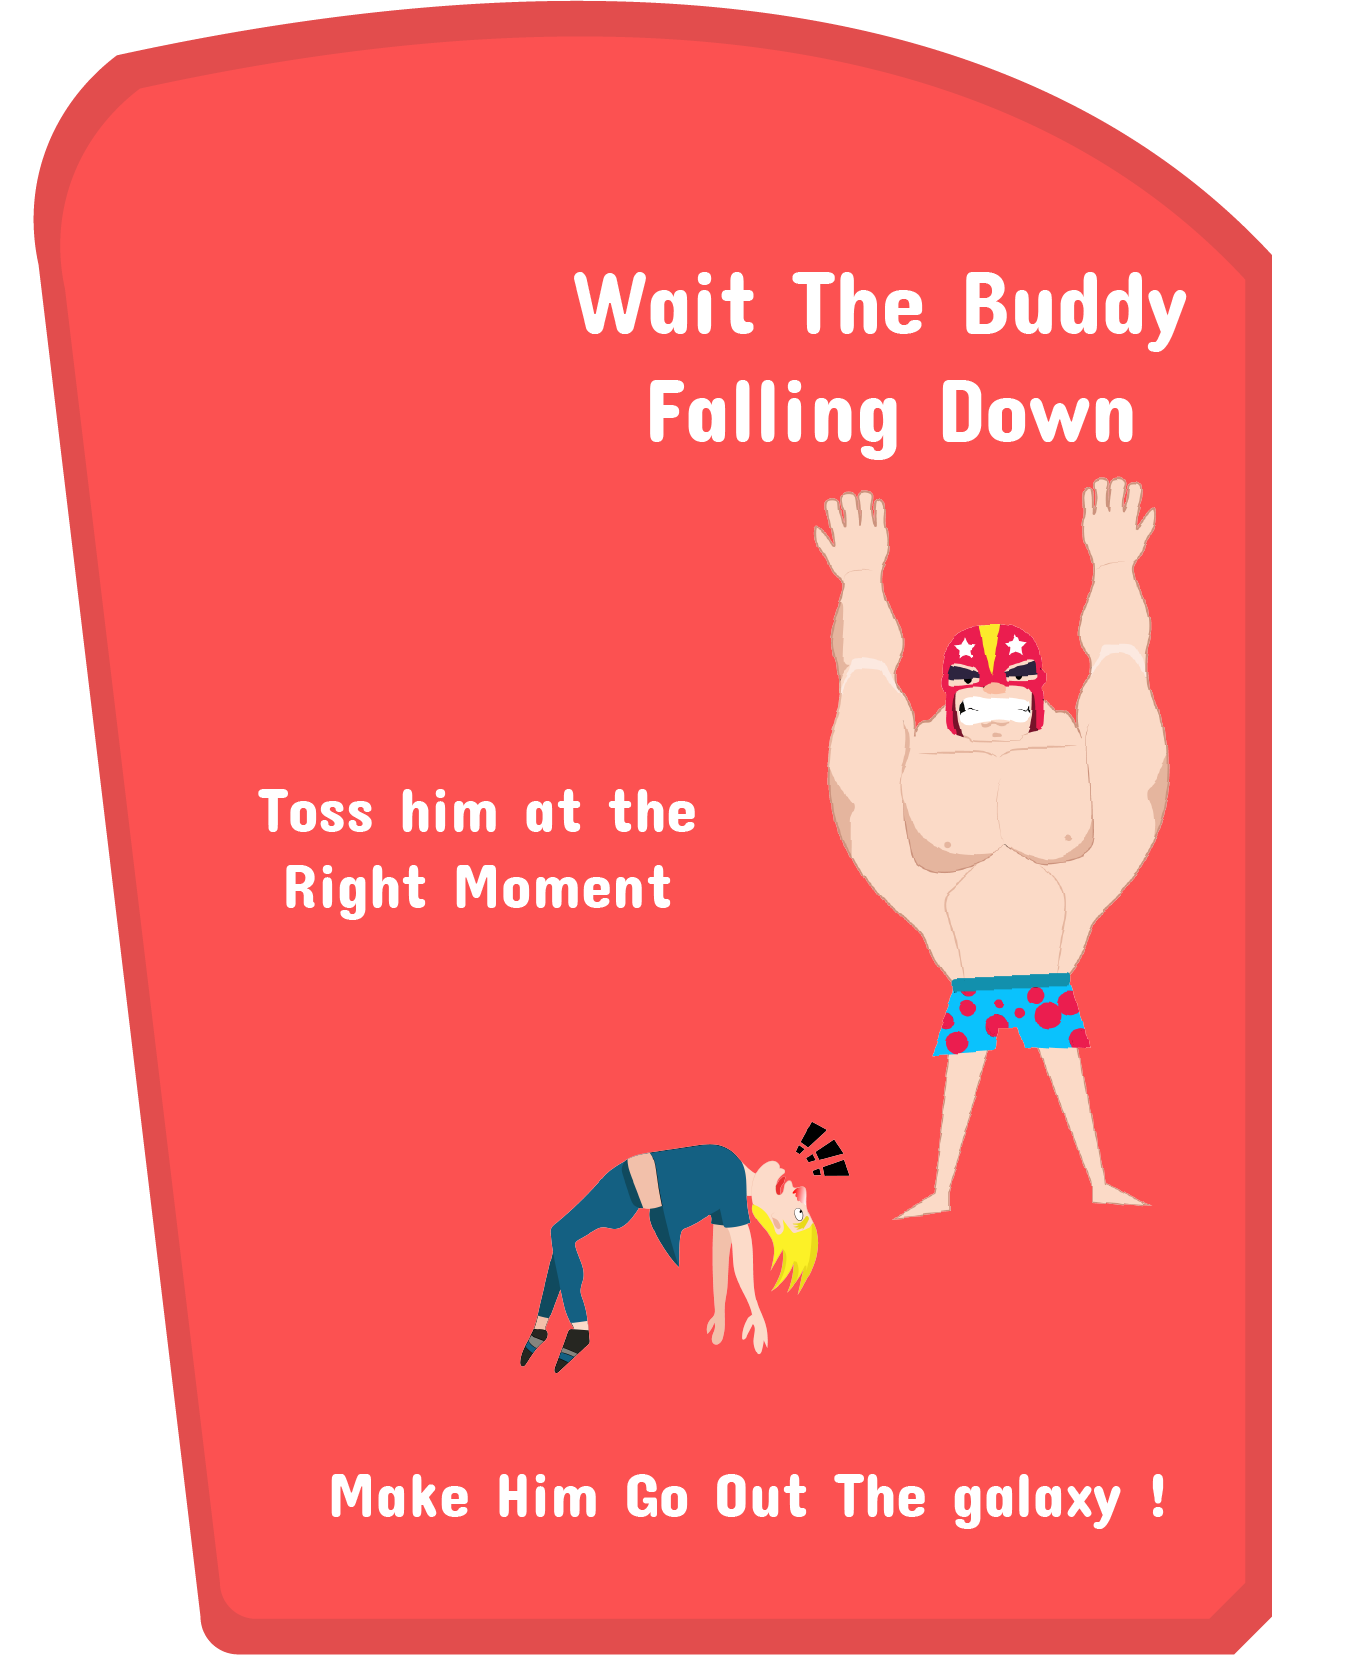 Wait The Buddy
Falling Down
Toss him at the
Right Moment
Make Him Go Out The galaxy !